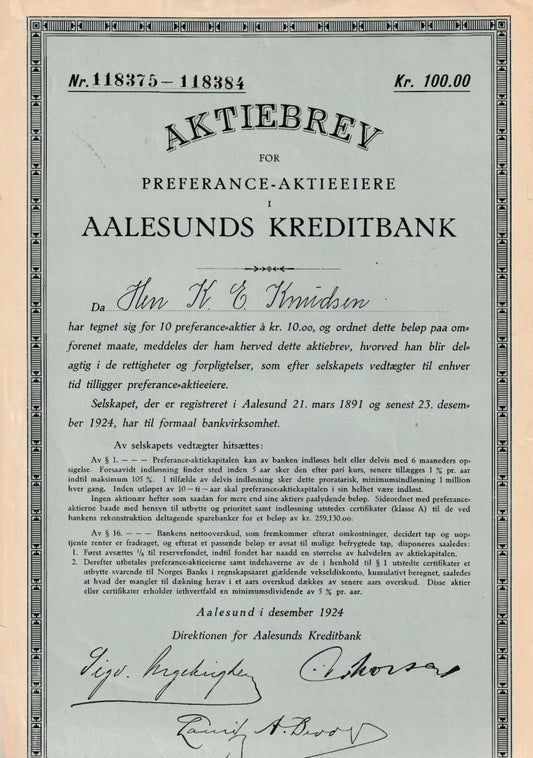 Nr. 118375 – 118384 Kr. 100.00
AKTIEBREV
FOR
PREFERANCE-AKTIEEIERE
I
AALESUNDS KREDITBANK
Da Herr K. E. Knudsen
har tegnet sig for 10 preferance-aktier à kr. 10.00, og ordnet dette beløp paa om-
forenet maate, meddeles der ham herved dette aktiebrev, hvorved han blir del-
agtig i de rettigheter og forpligtelser, som efter selskapets vedtægter til enhver
tid tilligger preferance-aktieeiere.
Selskapet, der er registreret i Aalesund 21. mars 1891 og senest 23. desem-
ber 1924, har til formaal bankvirksomhet.
Av selskapets vedtægter hitsættes:
Av § 1. – – – Preferance-aktiekapitalen kan av banken indløses helt eller delvis med 6 maaneders op-
sigelse. Forsaavidt indløsning finder sted inden 5 aar sker den efter pari kurs, senere tillægges 1 % pr. aar
indtil maksimum 105 %. I tilfælde av delvis indløsning sker dette proratarisk, minimumsindløsning 1 million
hver gang. Inden utløpet av 10–ti–aar skal preferance-aktiekapitalen i sin helhet være indløst.
Ingen aktionær hefter som saadan for mere end sine aktiers paalydende beløp. Sideordnet med preferance-
aktierne baade med hensyn til utbytte og prioritet samt indløsning utstedes certifikater (klasse A) til de ved
bankens rekonstruktion deltagende sparebanker for et beløp av kr. 259,130.00.
Av § 16. – – – Bankens nettooverskud, som fremkommer efterat omkostninger, decidert tap og uop-
tjente renter er fradraget, og efterat et passende beløp er avsat til mulige befrygtede tap, disponeres saaledes:
1. Først avsættes 1/5 til reservefondet, indtil fondet har naadd en størrelse av halvdelen av aktiekapitalen.
2. Derefter utbetales preferance-aktieeierne samt indehaverne av de i henhold til § 1 utstedte certifikater et
utbytte svarende til Norges Banks i regnskapsaaret gjældende vekseldiskonto, kumulativt beregnet, saaledes
at hvad der mangler til dækning herav i et aars overskud dækkes av senere aars overskud. Disse aktier
eller certifikater erholder iethvertfald en minimumsdividende av 5 % pr. aar.
Aalesund i desember 1924
Direktionen for Aalesunds Kreditbank